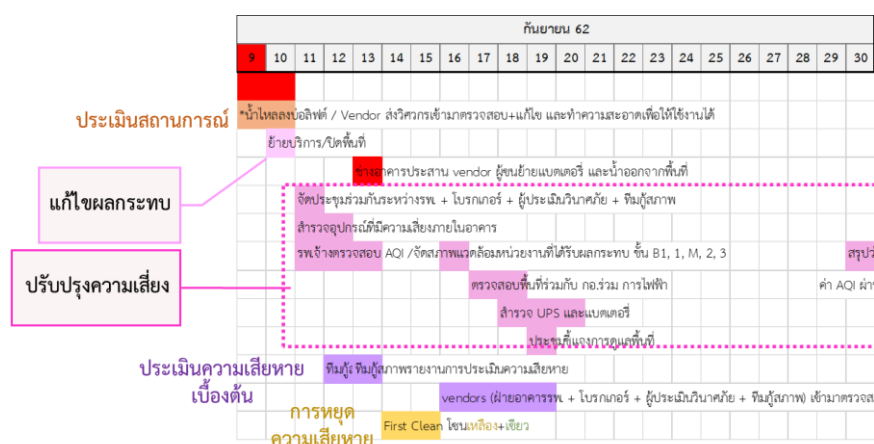 กันยายน 62
9 10 11 12 13 14 15 16 17 18 19 20 21 22 23 24 25 26 27 28 29 30
ประเมินสถานการณ์
*น้ำไหลลงบ่อลิฟต์ / Vendor ส่งวิศวกรเข้ามาตรวจสอบ+แก้ไข และทำความสะอาดเพื่อให้ใช้งานได้
ย้ายบริการ/ปิดพื้นที่
ช่างอาคารประสาน vendor ผู้ขนย้ายแบตเตอรี่ และน้ำออกจากพื้นที่
แก้ไขผลกระทบ
จัดประชุมร่วมกันระหว่างรพ. + โบรกเกอร์ + ผู้ประเมินวินาศภัย + ทีมกู้สภาพ
สำรวจอุปกรณ์ที่มีความเสี่ยงภายในอาคาร
รพ.จ้างตรวจสอบ AQI /จัดสภาพแวดล้อมหน่วยงานที่ได้รับผลกระทบ ชั้น B1, 1, M, 2, 3
สรุปว
ปรับปรุงความเสี่ยง
ตรวจสอบพื้นที่ร่วมกับ กอ.ร่วม การไฟฟ้า
ค่า AQI ผ่า
สำรวจ UPS และแบตเตอรี่
ประชุมชี้แจงการดูแลพื้นที่
ประเมินความเสียหาย
เบื้องต้น
ทีมกู้ส ทีมกู้สภาพรายงานการประเมินความเสียหาย
vendors (ฝ่ายอาคารรพ. + โบรกเกอร์ + ผู้ประเมินวินาศภัย + ทีมกู้สภาพ) เข้ามาตรวจส
การหยุด
ความเสียหาย
First Clean โซนเหลือง+เขียว